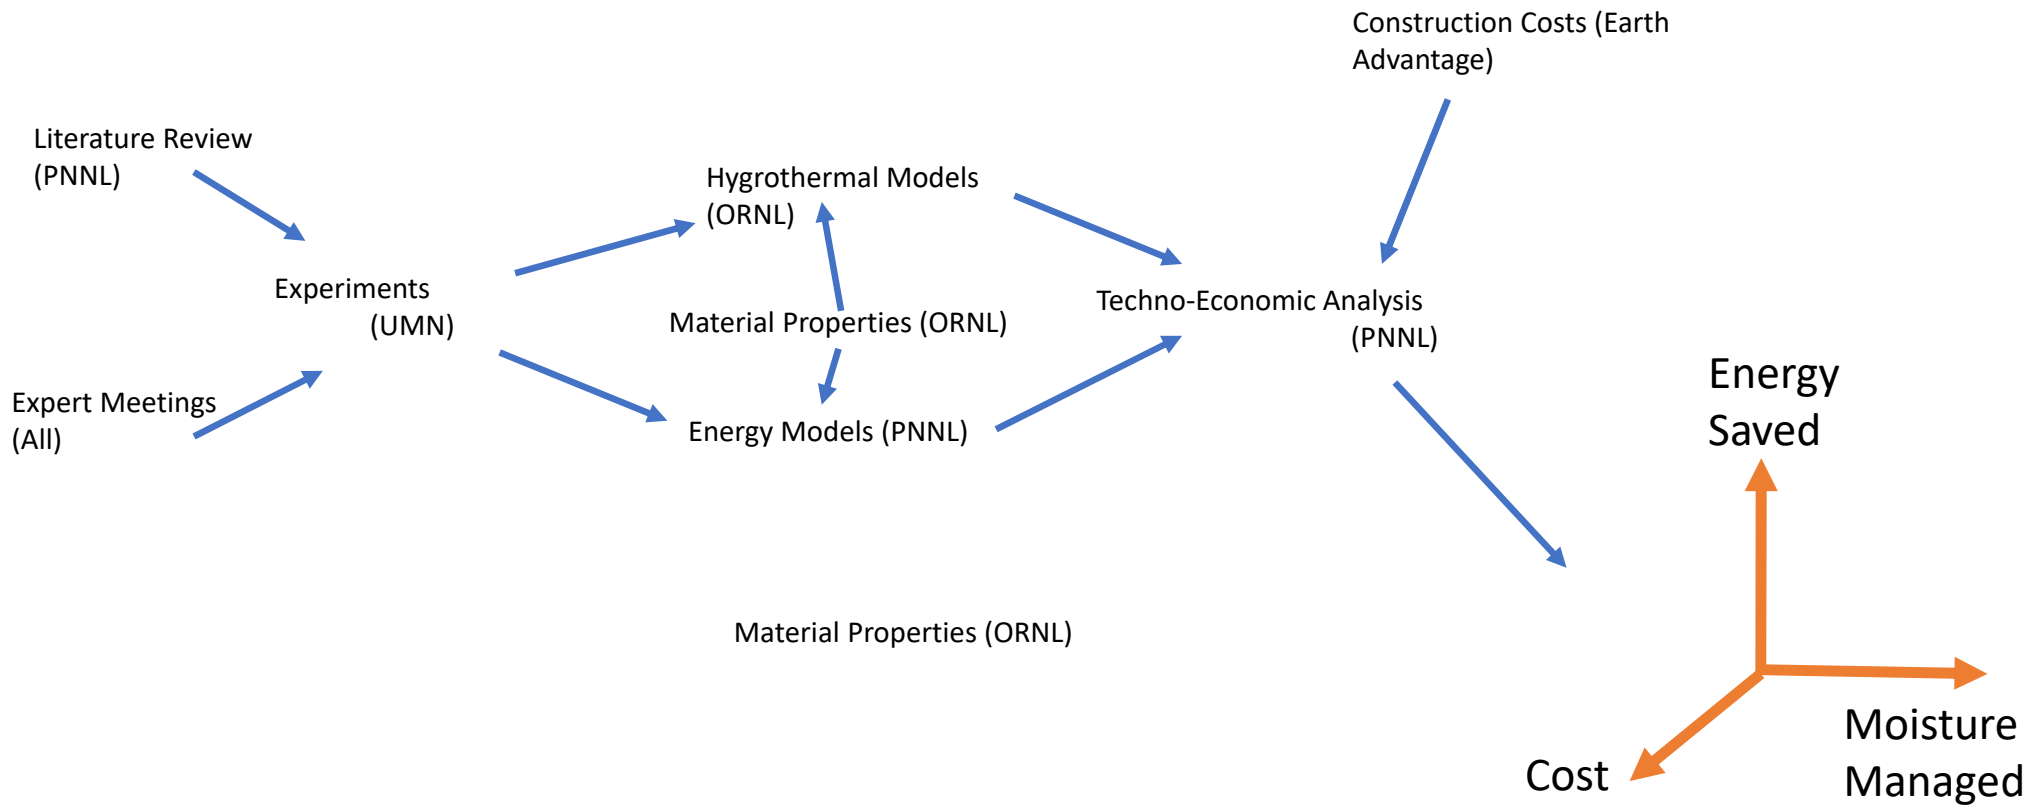 Construction Costs (Earth
Advantage)
Literature Review
(PNNL)
Hygrothermal Models
(ORNL)
Experiments
(UMN)
Material Properties (ORNL)
Techno-Economic Analysis
(PNNL)
Expert Meetings
(All)
Energy Models (PNNL)
Energy
Saved
Material Properties (ORNL)
Moisture
Managed
Cost